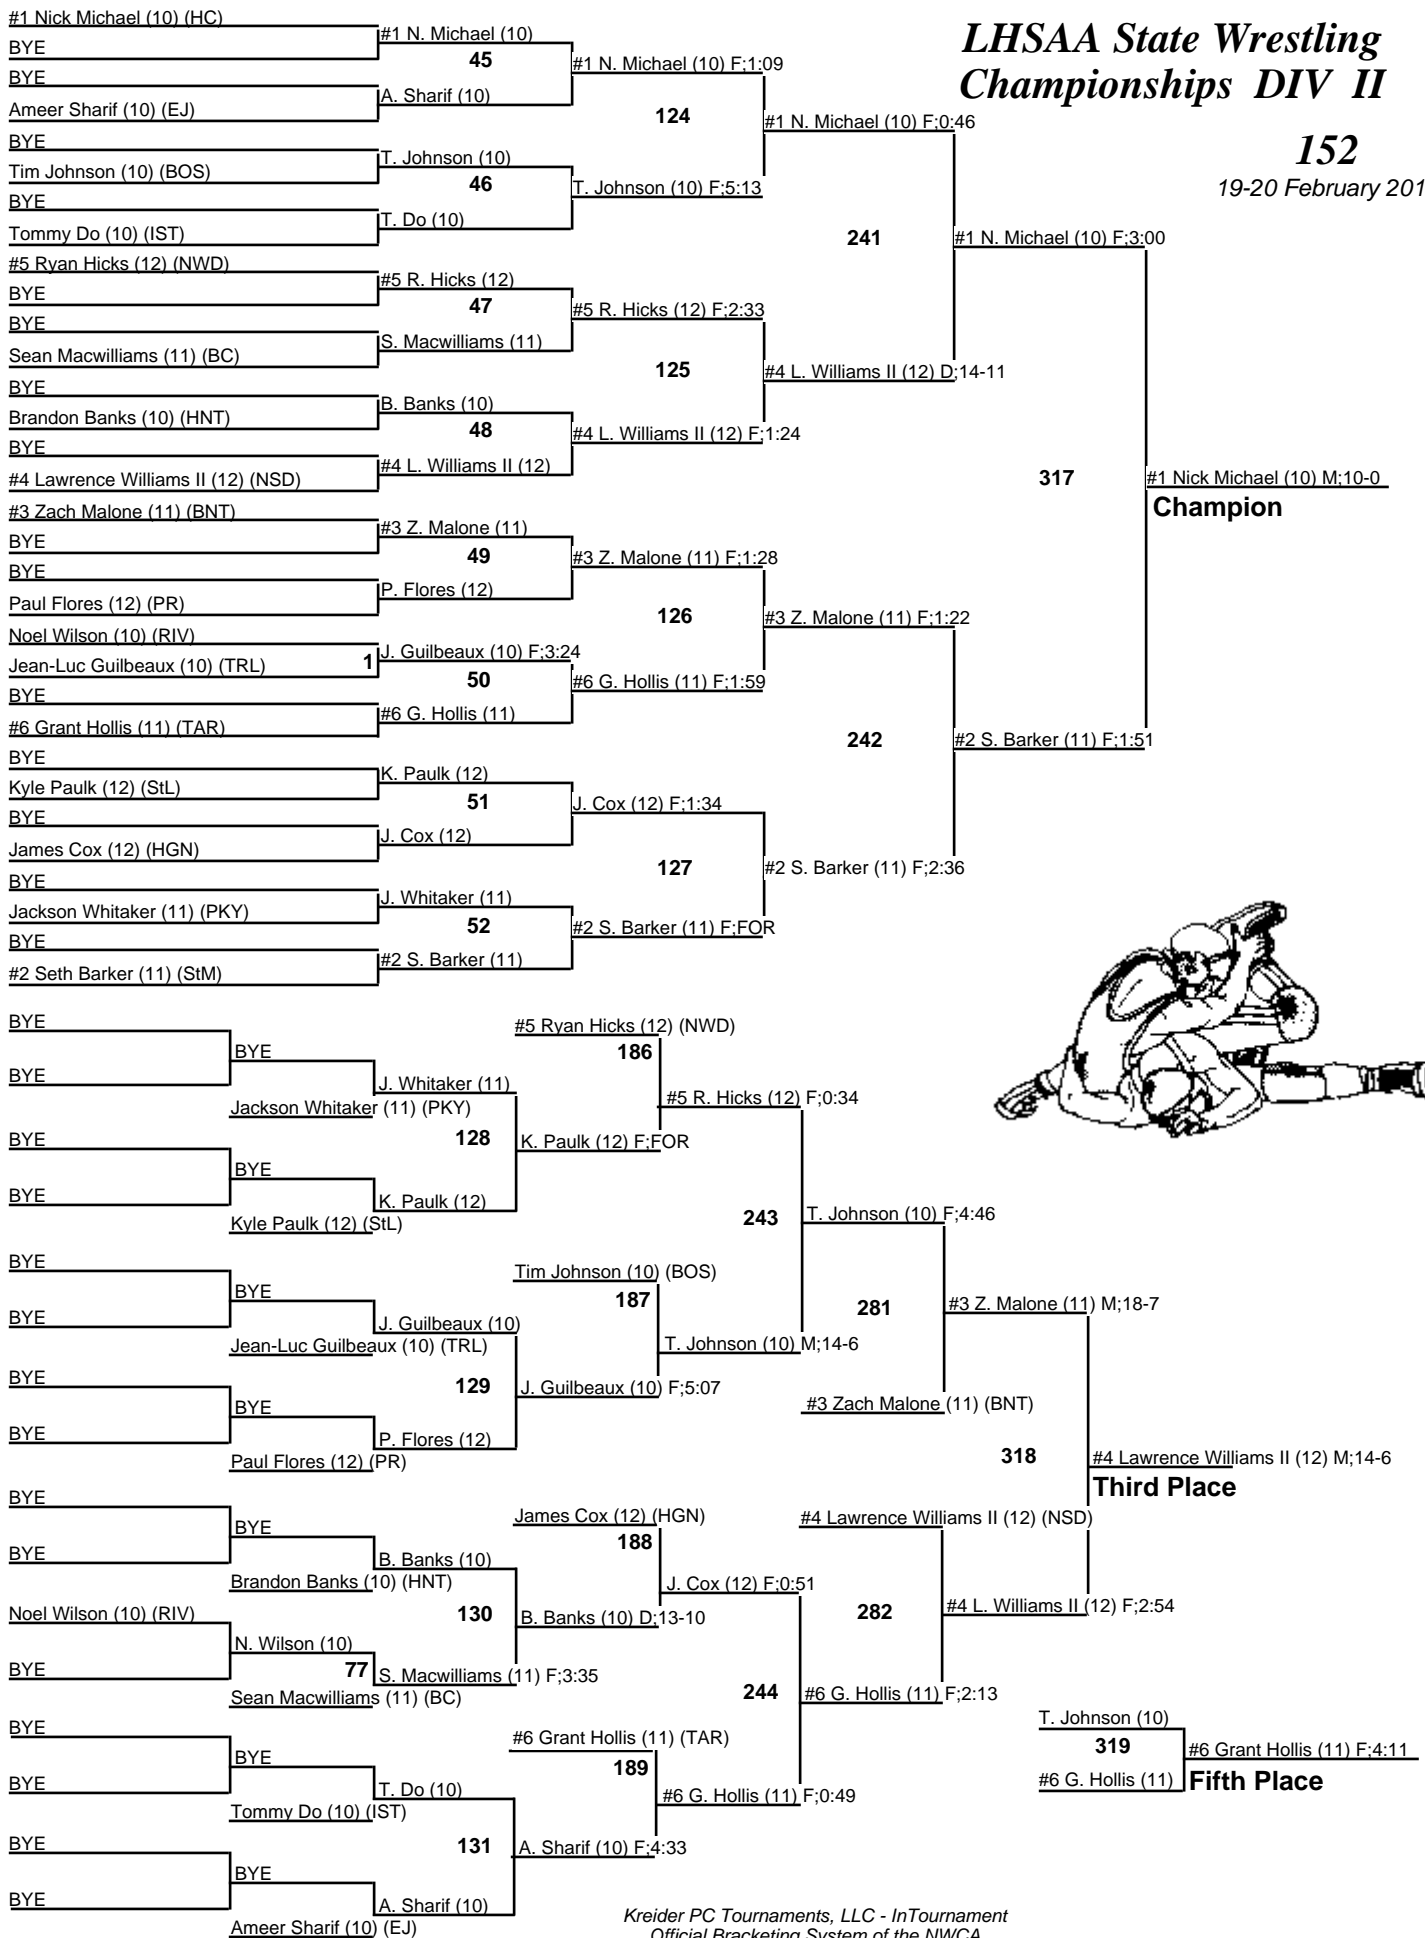 LHSAA State Wrestling
Championships DIV II
152
19-20 February 201
#1 Nick Michael (10) (HC)
BYE
BYE
Ameer Sharif (10) (EJ)
BYE
Tim Johnson (10) (BOS)
BYE
Tommy Do (10) (IST)
#5 Ryan Hicks (12) (NWD)
BYE
BYE
Sean Macwilliams (11) (BC)
BYE
Brandon Banks (10) (HNT)
BYE
#4 Lawrence Williams II (12) (NSD)
#3 Zach Malone (11) (BNT)
BYE
BYE
Paul Flores (12) (PR)
Noel Wilson (10) (RIV)
Jean-Luc Guilbeaux (10) (TRL)
1
BYE
#6 Grant Hollis (11) (TAR)
BYE
Kyle Paulk (12) (StL)
BYE
James Cox (12) (HGN)
BYE
Jackson Whitaker (11) (PKY)
BYE
#2 Seth Barker (11) (StM)
#1 N. Michael (10)
45
A. Sharif (10)
T. Johnson (10)
46
T. Do (10)
#5 R. Hicks (12)
47
S. Macwilliams (11)
B. Banks (10)
48
#4 L. Williams II (12)
#3 Z. Malone (11)
49
P. Flores (12)
J. Guilbeaux (10) F;3:24
50
#6 G. Hollis (11)
K. Paulk (12)
51
J. Cox (12)
J. Whitaker (11)
52
#2 S. Barker (11)
#1 N. Michael (10) F;1:09
124
T. Johnson (10) F;5:13
#5 R. Hicks (12) F;2:33
125
#4 L. Williams II (12) F;1:24
#3 Z. Malone (11) F;1:28
126
#6 G. Hollis (11) F;1:59
J. Cox (12) F;1:34
127
#2 S. Barker (11) F;FOR
#1 N. Michael (10) F;0:46
241
#4 L. Williams II (12) D;14-11
#3 Z. Malone (11) F;1:22
242
#2 S. Barker (11) F;2:36
#1 N. Michael (10) F;3:00
317
#2 S. Barker (11) F;1:51
#1 Nick Michael (10) M;10-0
Champion
BYE
BYE
BYE
BYE
BYE
BYE
BYE
BYE
BYE
BYE
Noel Wilson (10) (RIV)
BYE
BYE
BYE
BYE
BYE
BYE
Jackson Whitaker (11) (PKY)
BYE
Kyle Paulk (12) (StL)
BYE
Jean-Luc Guilbeaux (10) (TRL)
BYE
Paul Flores (12) (PR)
BYE
Brandon Banks (10) (HNT)
N. Wilson (10)
77
Sean Macwilliams (11) (BC)
BYE
Tommy Do (10) (IST)
BYE
Ameer Sharif (10) (EJ)
J. Whitaker (11)
128
K. Paulk (12)
J. Guilbeaux (10)
129
P. Flores (12)
B. Banks (10)
130
S. Macwilliams (11) F;3:35
T. Do (10)
131
A. Sharif (10)
#5 Ryan Hicks (12) (NWD)
186
K. Paulk (12) F;FOR
Tim Johnson (10) (BOS)
187
J. Guilbeaux (10) F;5:07
James Cox (12) (HGN)
188
B. Banks (10) D;13-10
#6 Grant Hollis (11) (TAR)
189
A. Sharif (10) F;4:33
#5 R. Hicks (12) F;0:34
243
T. Johnson (10) M;14-6
J. Cox (12) F;0:51
244
#6 G. Hollis (11) F;0:49
T. Johnson (10) F;4:46
281
#3 Zach Malone (11) (BNT)
#4 Lawrence Williams II (12) (NSD)
282
#6 G. Hollis (11) F;2:13
#3 Z. Malone (11) M;18-7
318
#4 L. Williams II (12) F;2:54
#4 Lawrence Williams II (12) M;14-6
Third Place
T. Johnson (10)
319
#6 G. Hollis (11)
#6 Grant Hollis (11) F;4:11
Fifth Place
Kreider PC Tournaments, LLC - InTournament
Official Bracketing System of the NWCA